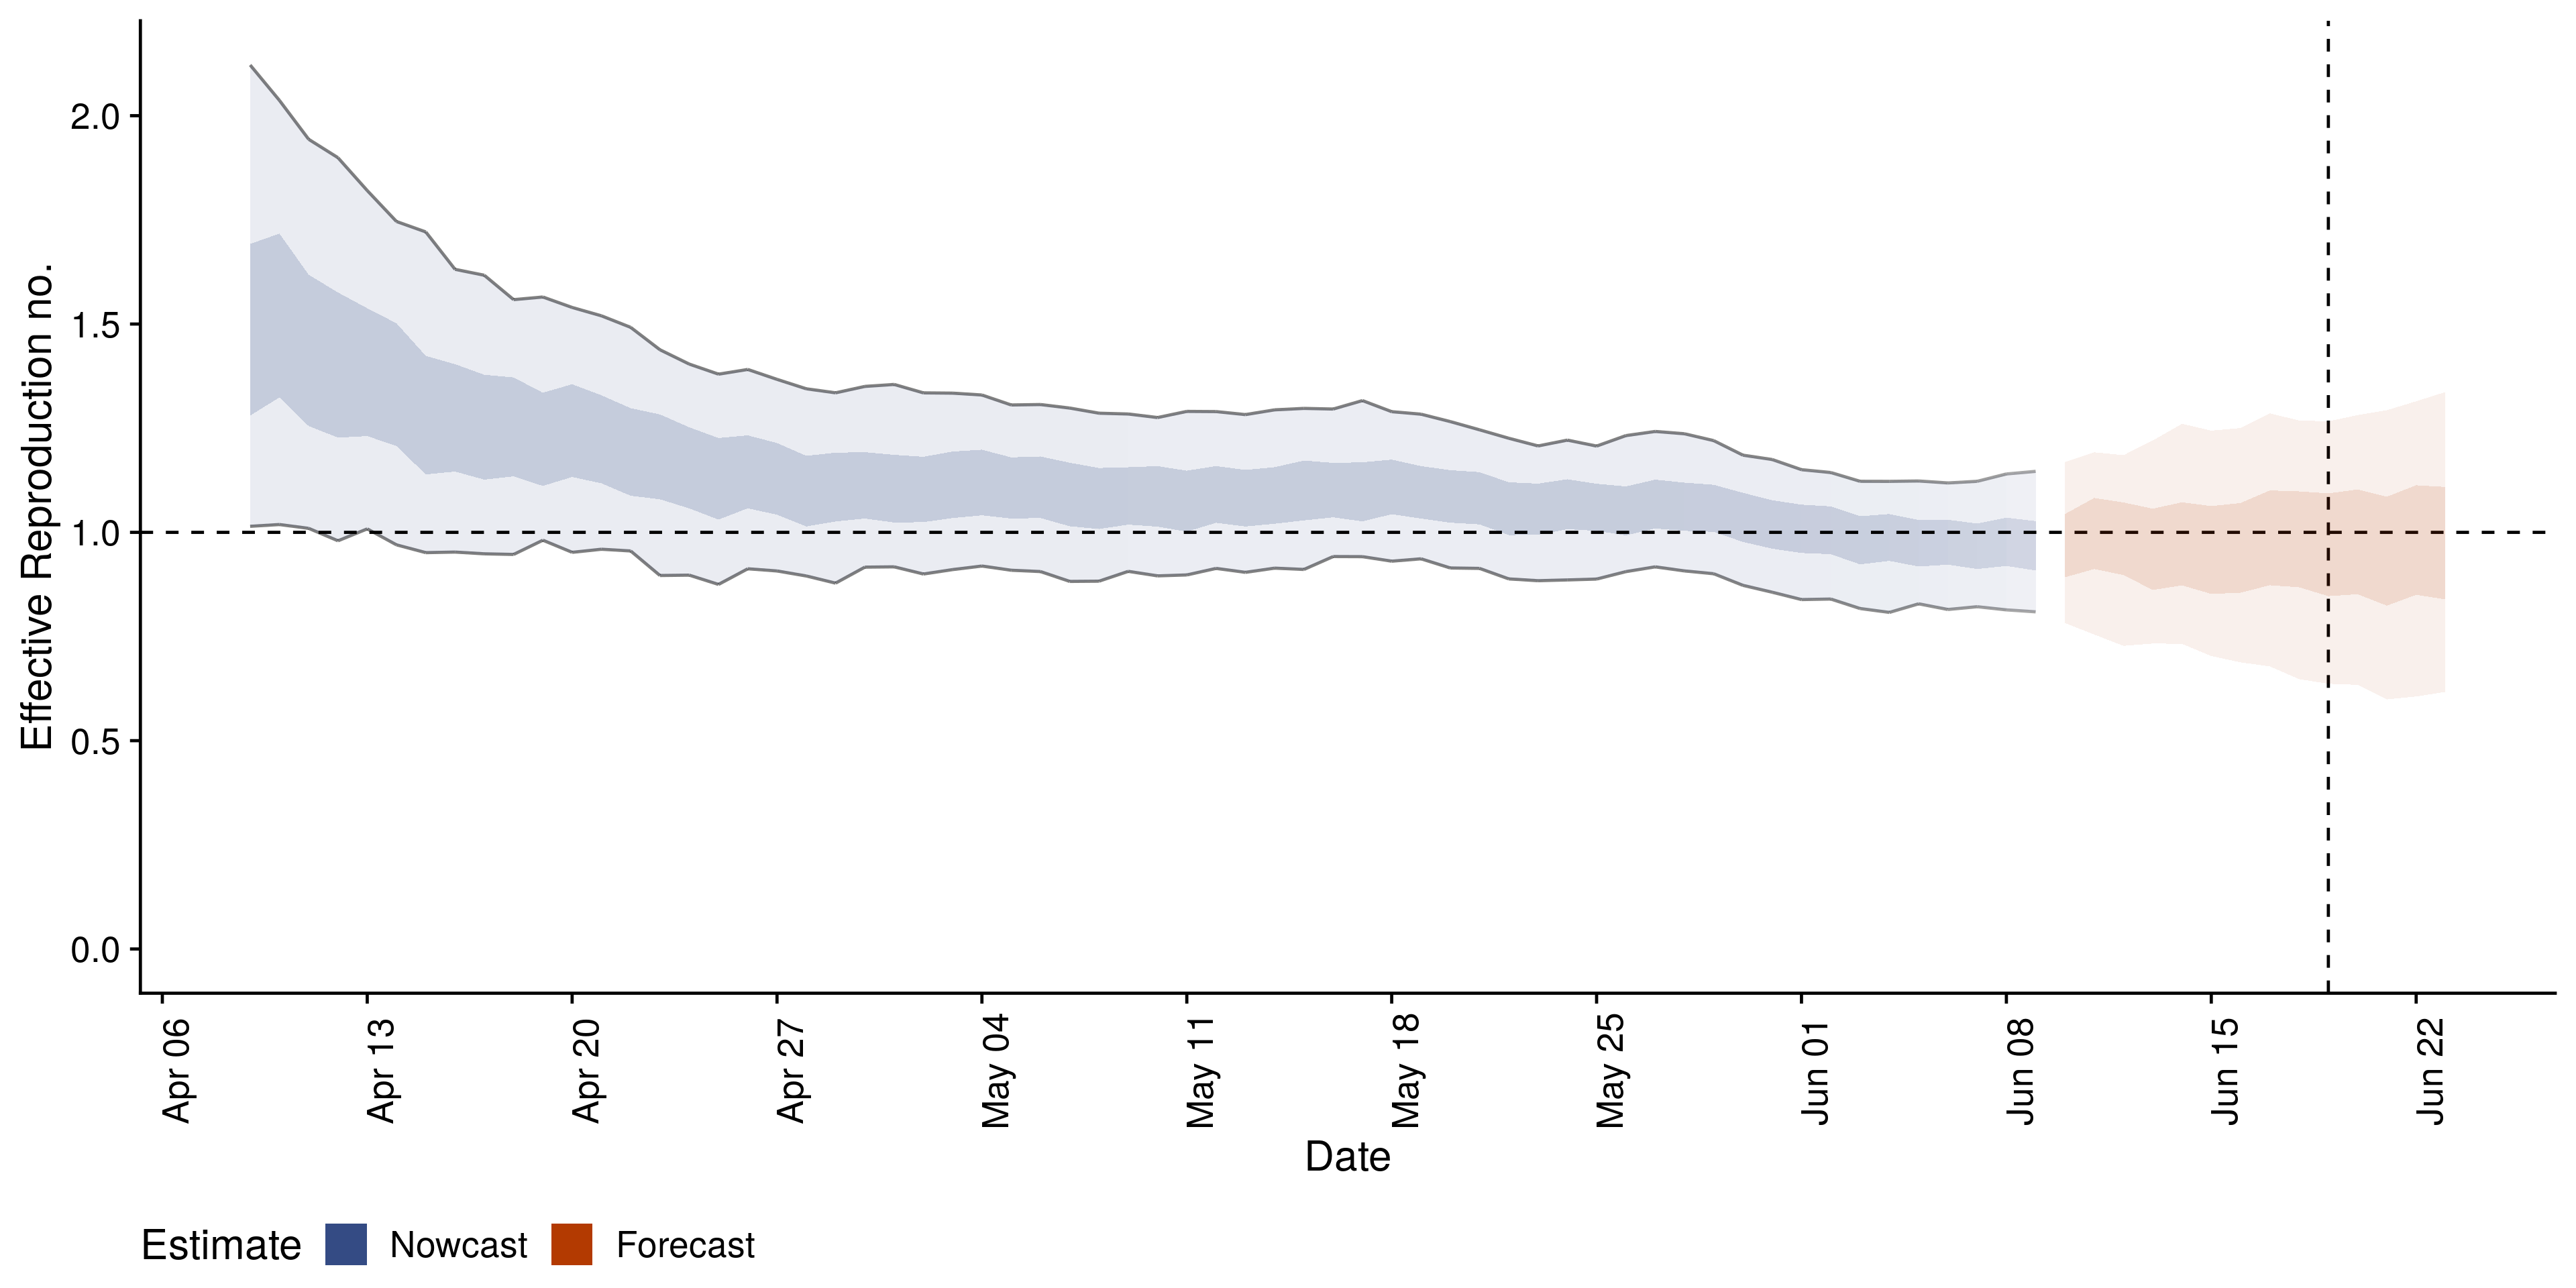 Effective Reproduction no.
2.0
1.5
1.0
0.5
0.0
Apr 06
Apr 13
Apr 20
Apr 27
May 04
May 11
May 18
May 25
Jun 01
Jun 08
Jun 15
Jun 22
Date
Estimate Nowcast Forecast